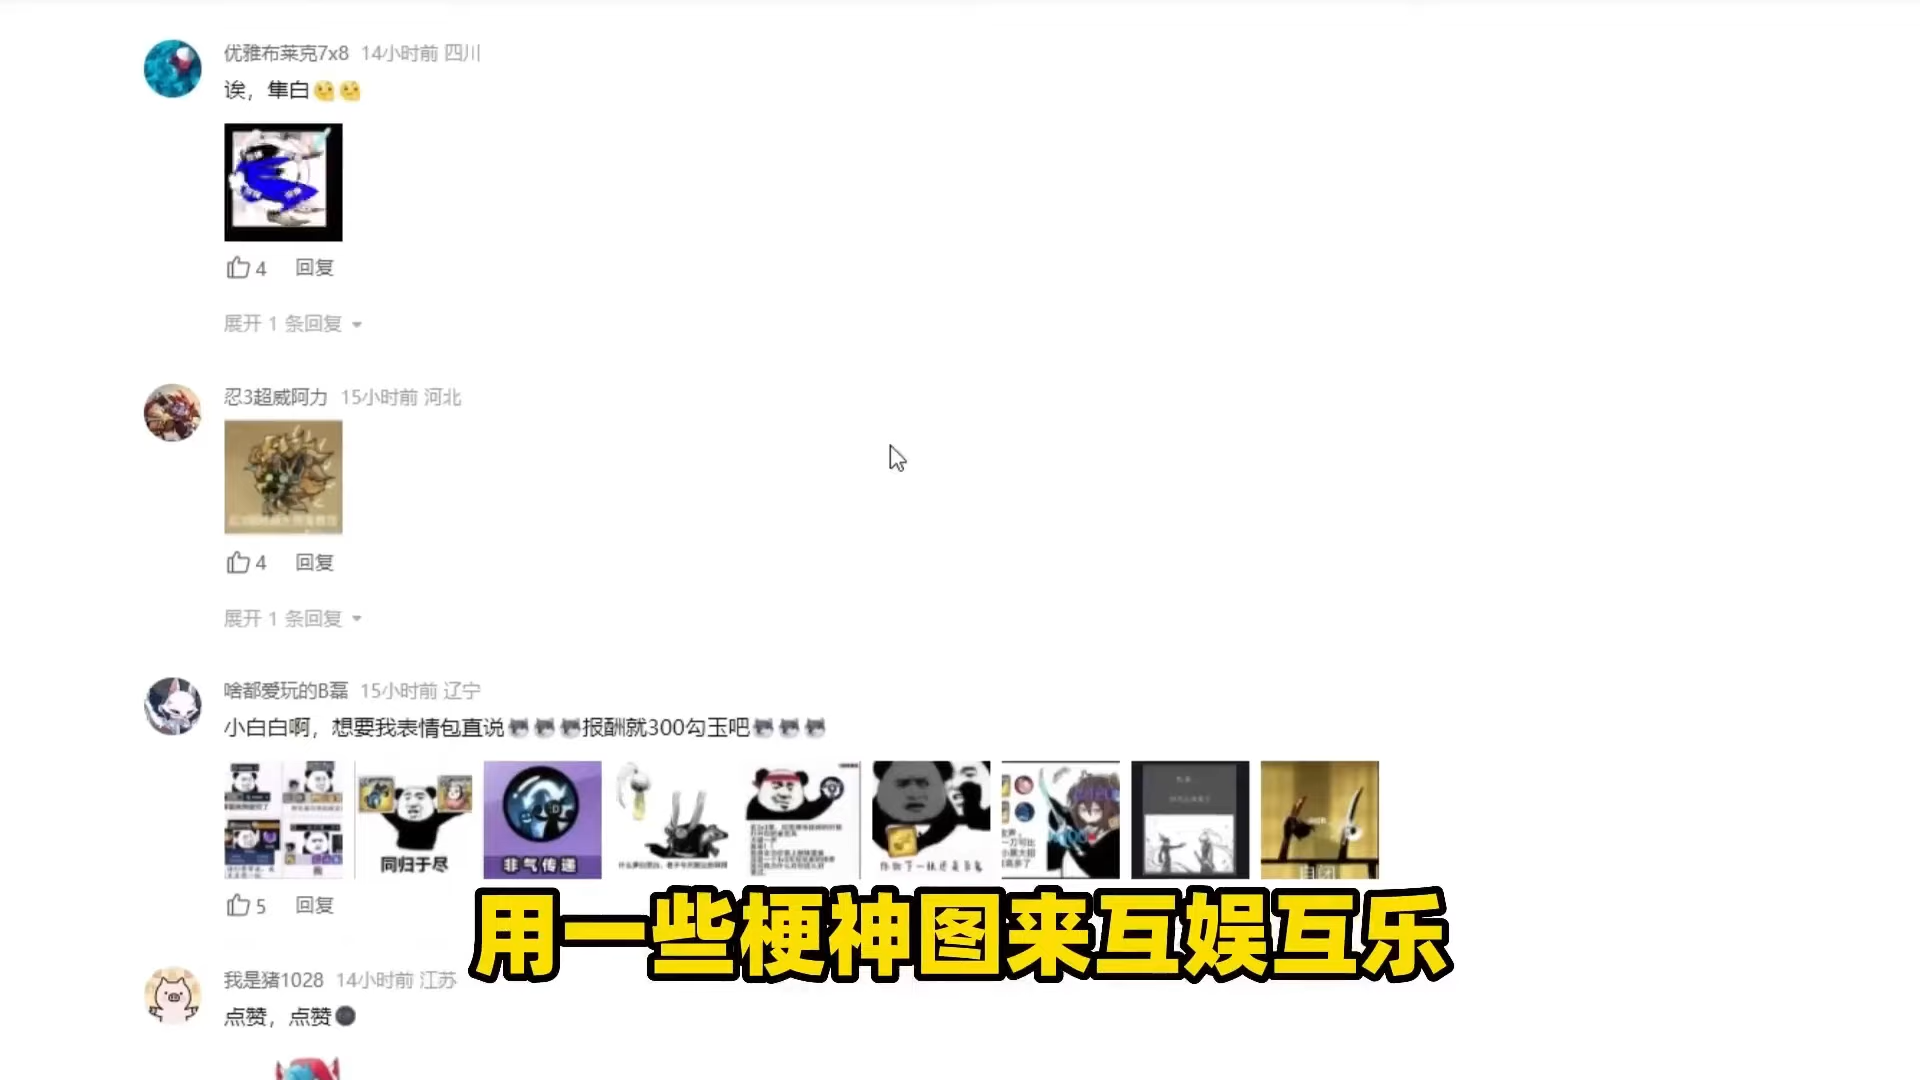 优雅布莱克7x8 14小时前 四川
诶，隼白
4 回复
展开 1 条回复
忍3超威阿力 15小时前 河北
4 回复
展开 1 条回复
啥都爱玩的B磊 15小时前 辽宁
小白白啊，想要我表情包直说报酬就300勾玉吧
同归于尽
非气传递
5 回复
用一些梗神图来互娱互乐
我是猪1028 14小时前 江苏
点赞，点赞